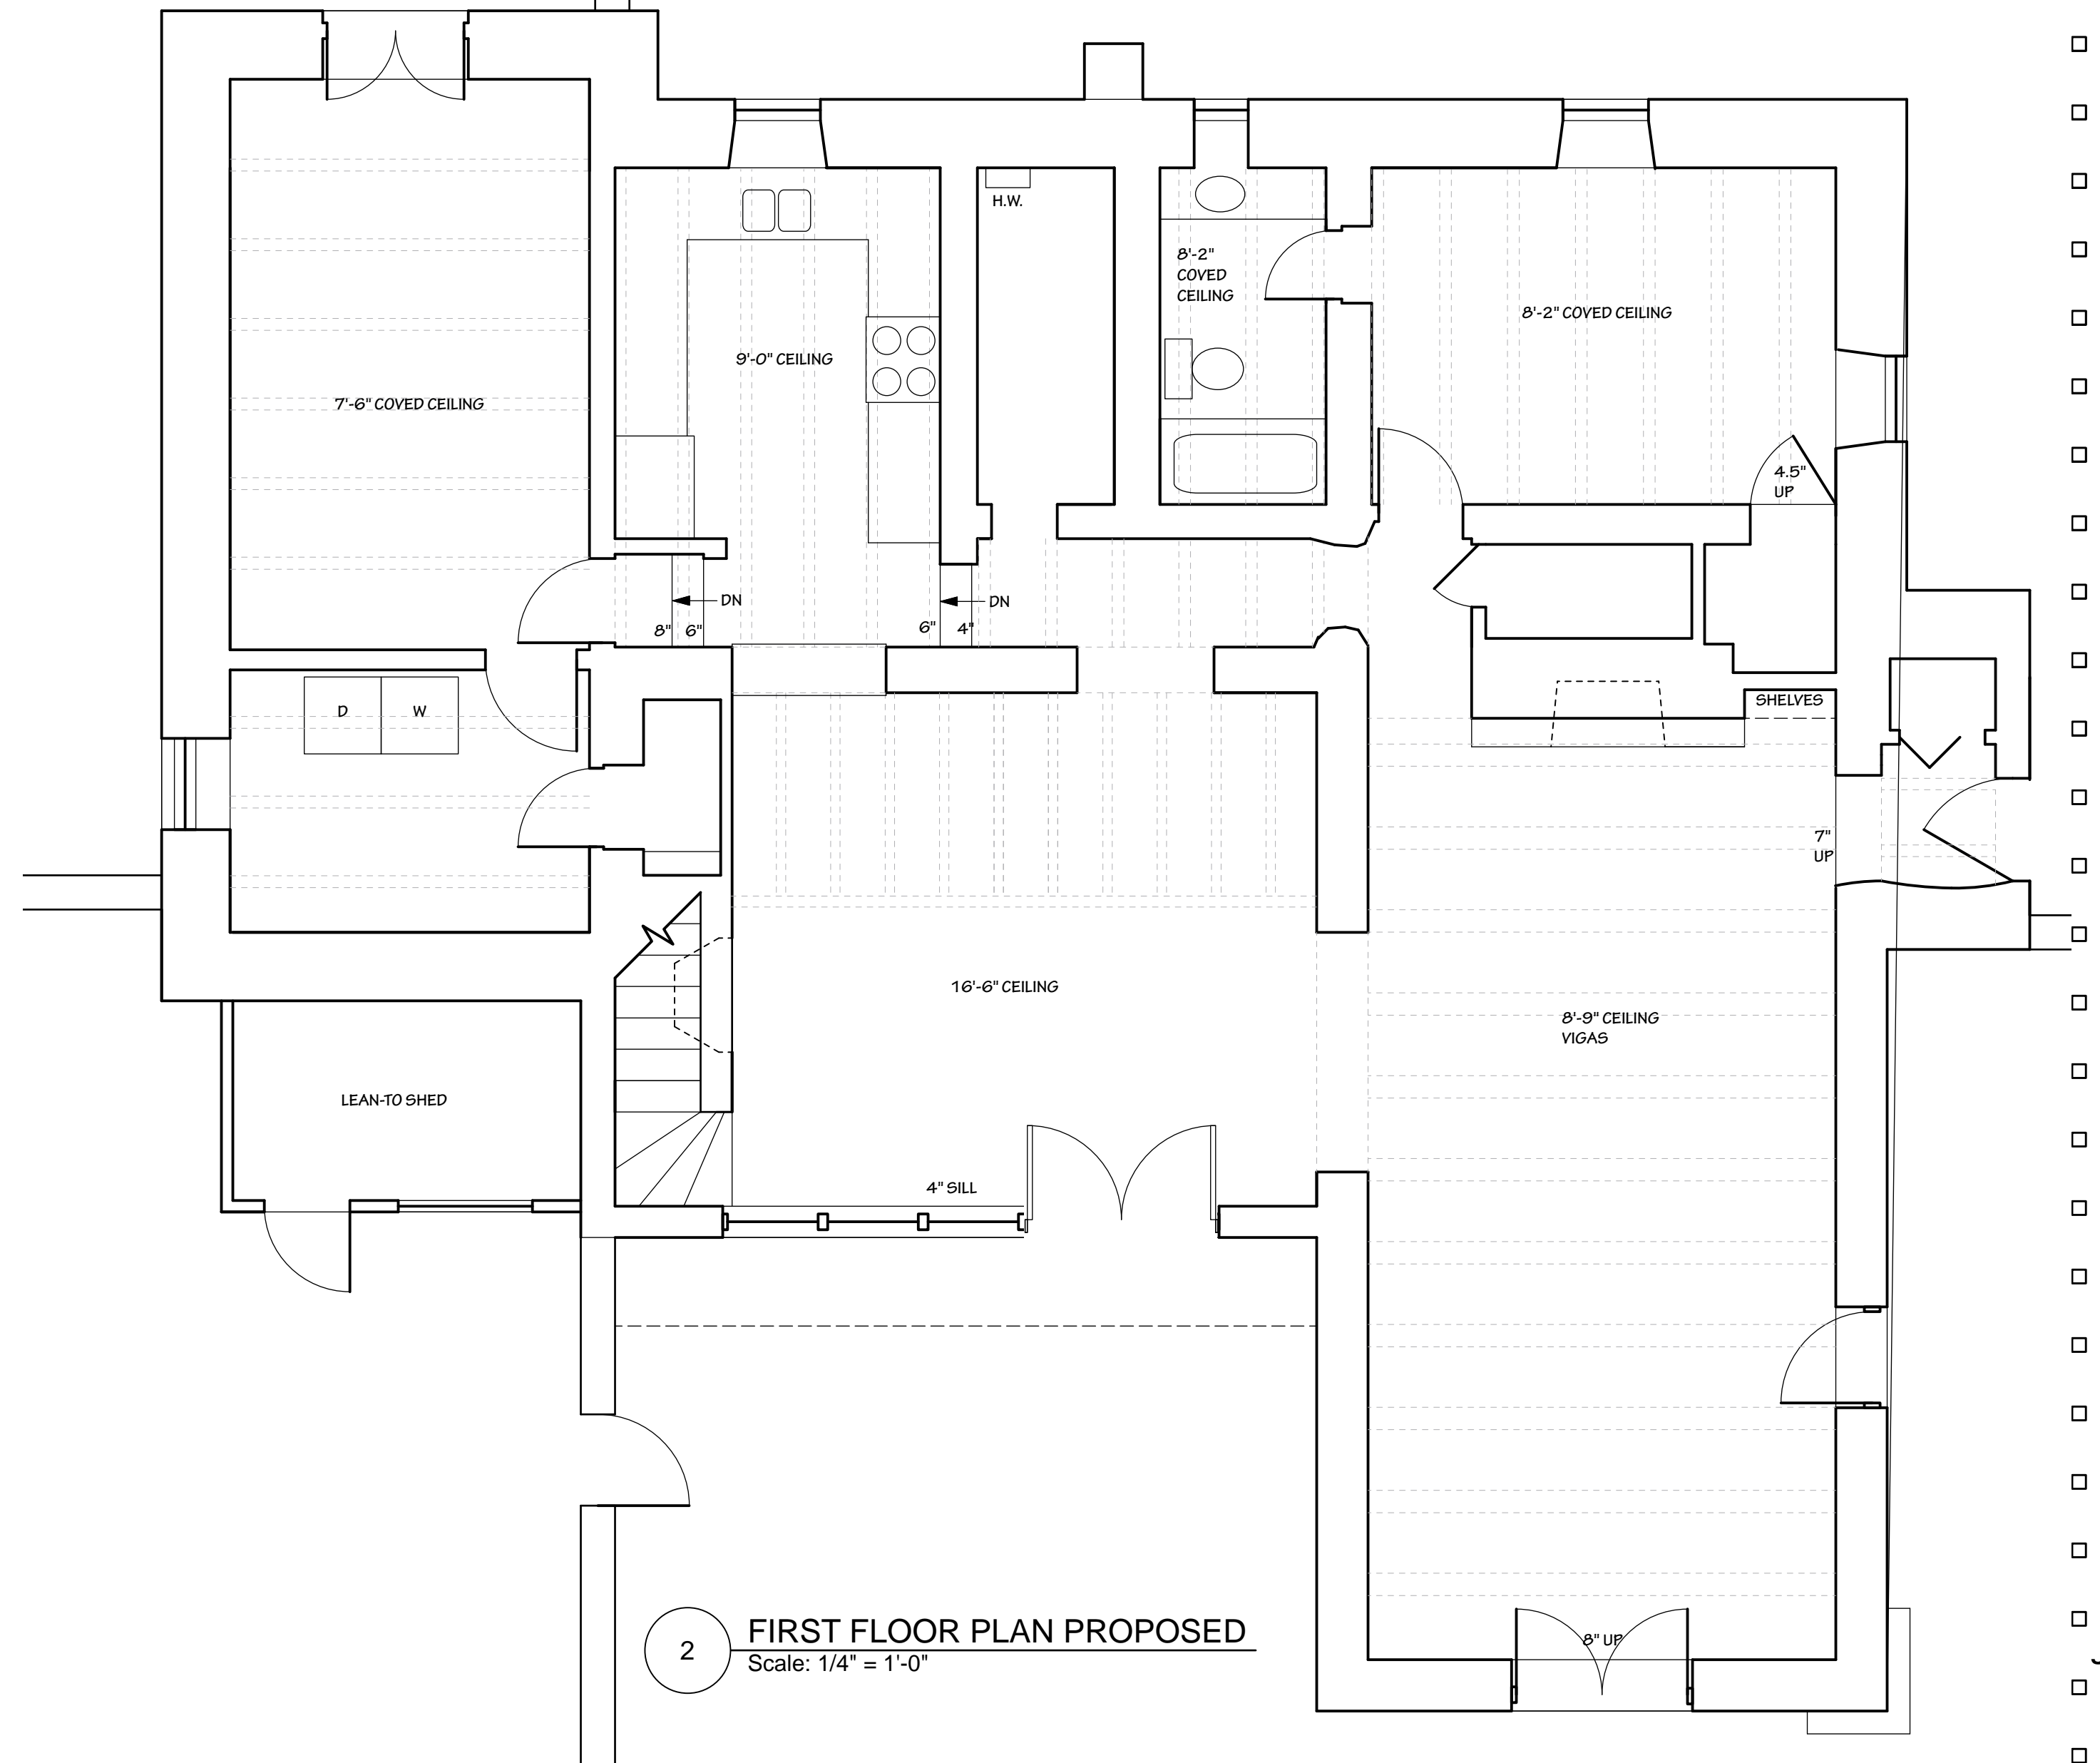 H.W.
8'-2"
COVED
CEILING
8'-2" COVED CEILING
9'-0" CEILING
7'-6" COVED CEILING
4.5"
UP
DN
DN
8"
6"
6"
4"
D
W
SHELVES
7"
UP
16'-6" CEILING
8'-9" CEILING
VIGAS
LEAN-TO SHED
4" SILL
2
FIRST FLOOR PLAN PROPOSED
Scale: 1/4" = 1'-0"
8" UP